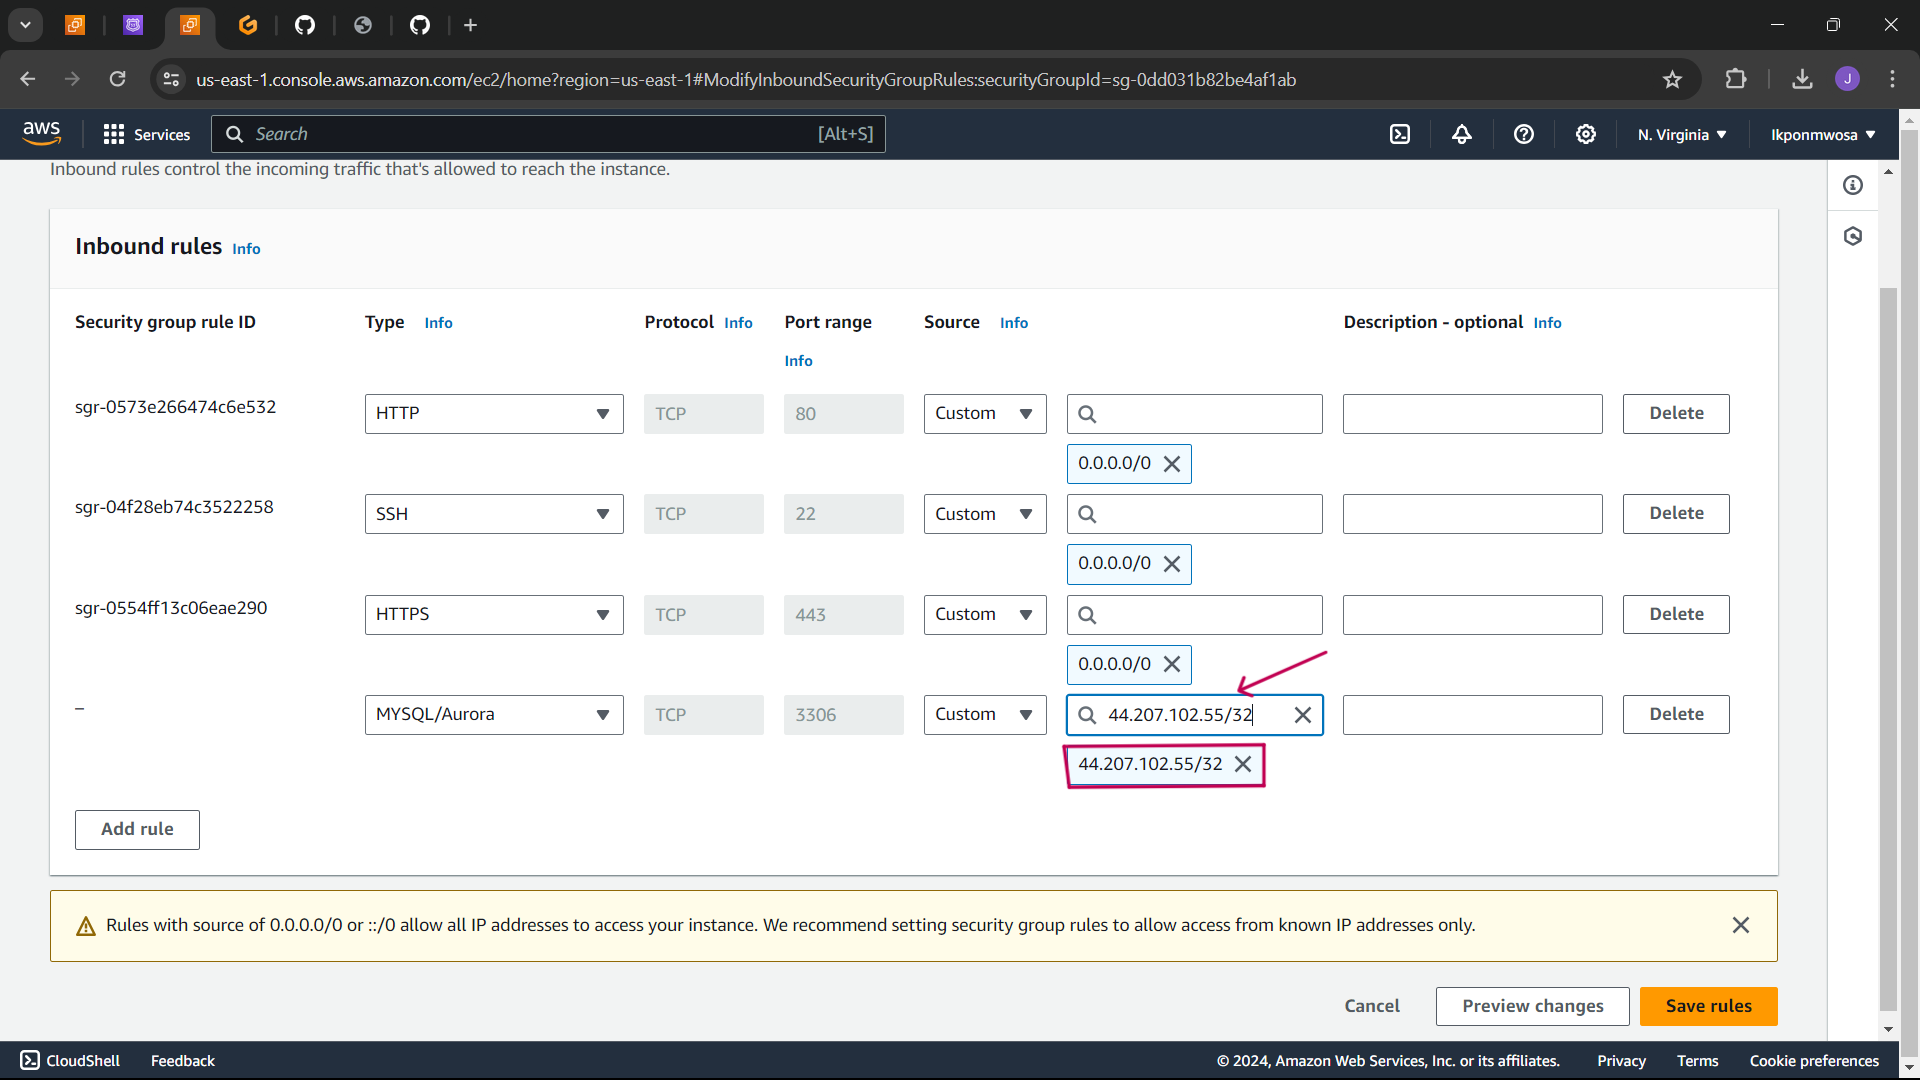 us-east-1.console.aws.amazon.com/ec2/home?region=us-east-1#ModifyInboundSecurityGroupRules:securityGroupId=sg-0dd031b82be4af1ab
J
aws Services Search [Alt+S] N. Virginia Ikponmwosa
Inbound rules control the incoming traffic that's allowed to reach the instance.
Inbound rules Info
Security group rule ID Type Info Protocol Info Port range Source Info Description - optional Info
Info
sgr-0573e266474c6e532 HTTP TCP 80 Custom Delete
0.0.0.0/0
sgr-04f28eb74c3522258 SSH TCP 22 Custom Delete
0.0.0.0/0
sgr-0554ff13c06eae290 HTTPS TCP 443 Custom Delete
0.0.0.0/0
– MYSQL/Aurora TCP 3306 Custom 44.207.102.55/32 Delete
44.207.102.55/32
Add rule
Rules with source of 0.0.0.0/0 or ::/0 allow all IP addresses to access your instance. We recommend setting security group rules to allow access from known IP addresses only.
Cancel Preview changes Save rules
CloudShell Feedback © 2024, Amazon Web Services, Inc. or its affiliates. Privacy Terms Cookie preferences